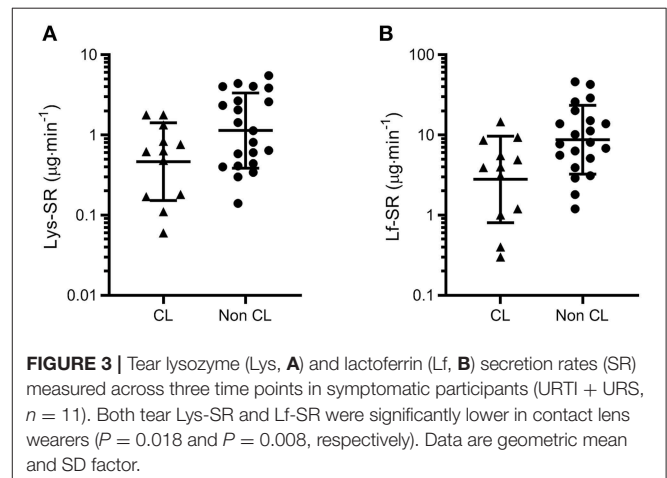 A
B
10
1
0.1
0.01
Lys-SR (µg·min⁻¹)
CL
Non CL
100
10
1
0.1
Lf-SR (µg·min⁻¹)
CL
Non CL
FIGURE 3 | Tear lysozyme (Lys, A) and lactoferrin (Lf, B) secretion rates (SR)
measured across three time points in symptomatic participants (URTI + URS,
n = 11). Both tear Lys-SR and Lf-SR were significantly lower in contact lens
wearers (P = 0.018 and P = 0.008, respectively). Data are geometric mean
and SD factor.